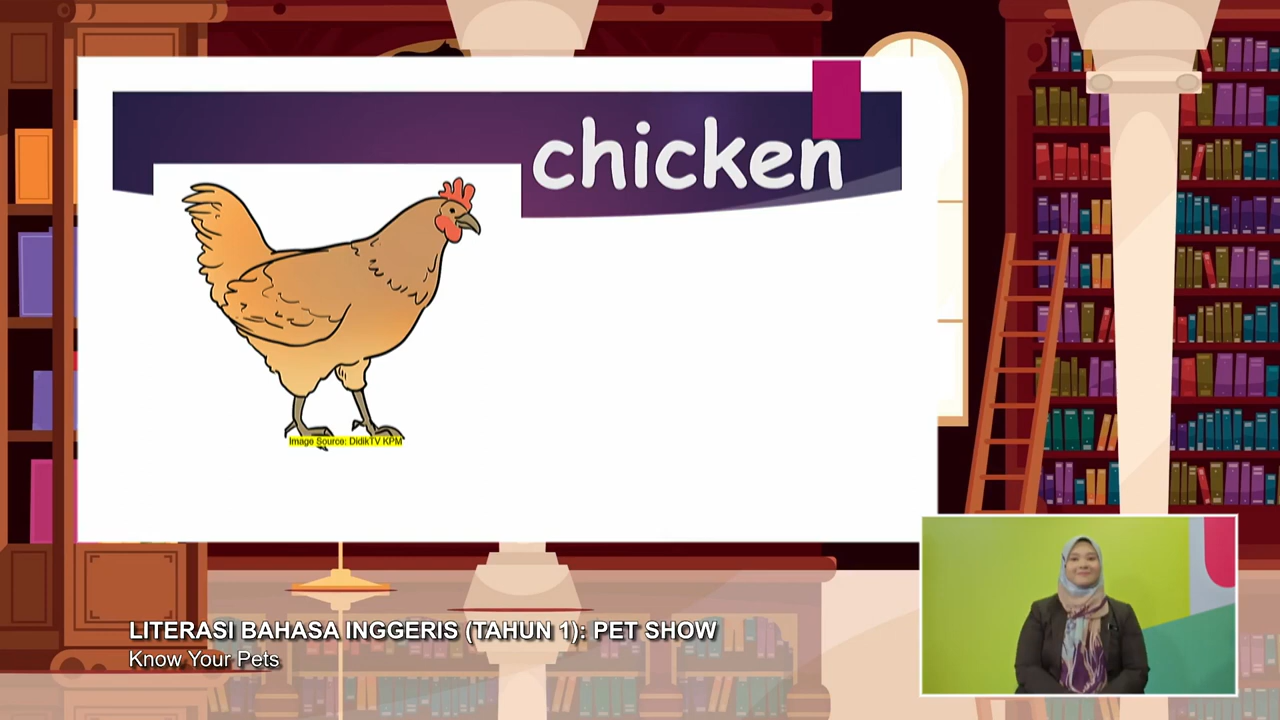 chicken
Image Source: DidikTV KPM
LITERASI BAHASA INGGERIS (TAHUN 1): PET SHOW
Know Your Pets